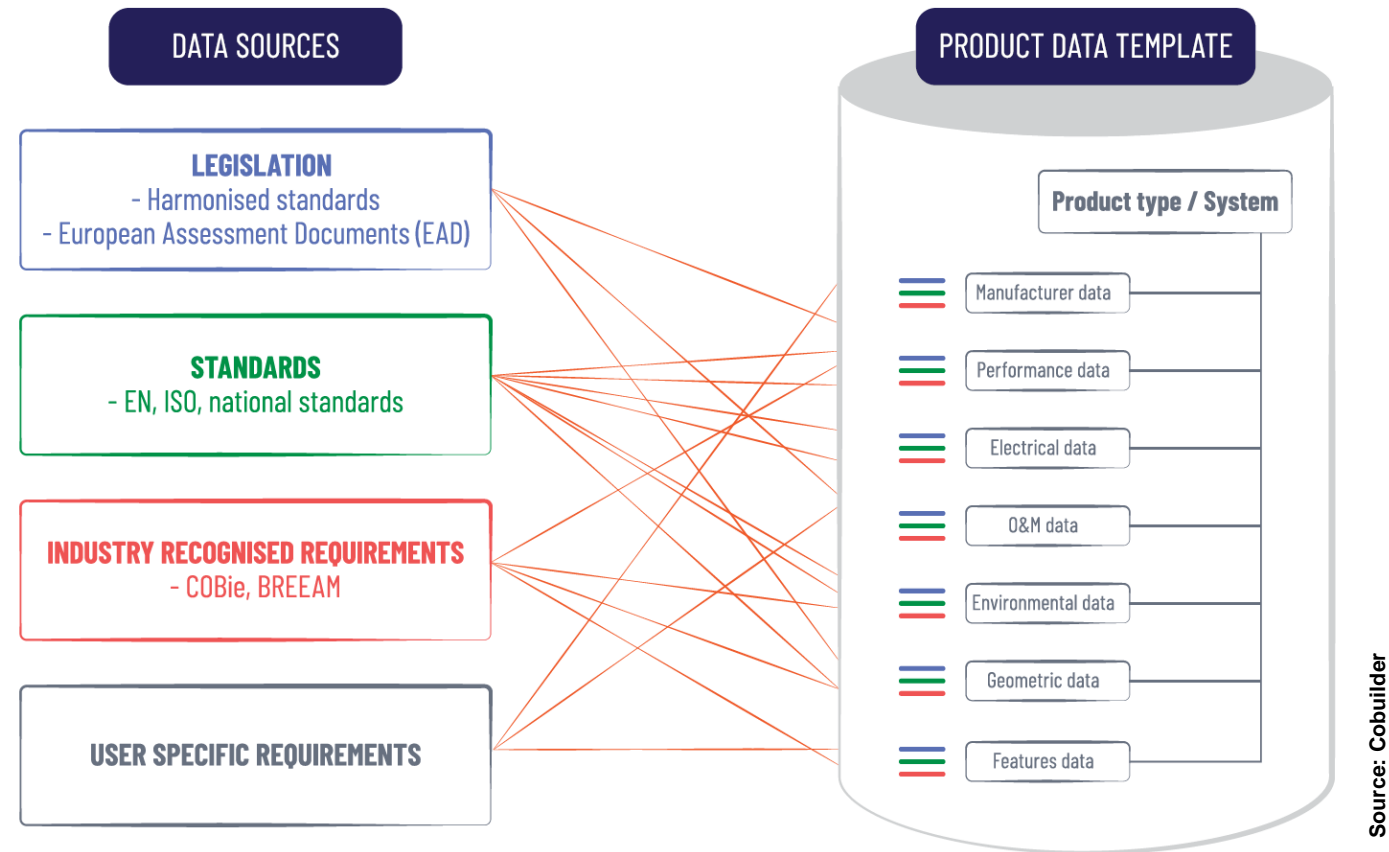 DATA SOURCES
LEGISLATION
- Harmonised standards
- European Assessment Documents (EAD)
STANDARDS
- EN, ISO, national standards
INDUSTRY RECOGNISED REQUIREMENTS
- COBie, BREEAM
USER SPECIFIC REQUIREMENTS
PRODUCT DATA TEMPLATE
Product type / System
Manufacturer data
Performance data
Electrical data
O&M data
Environmental data
Geometric data
Features data
Source: Cobuilder